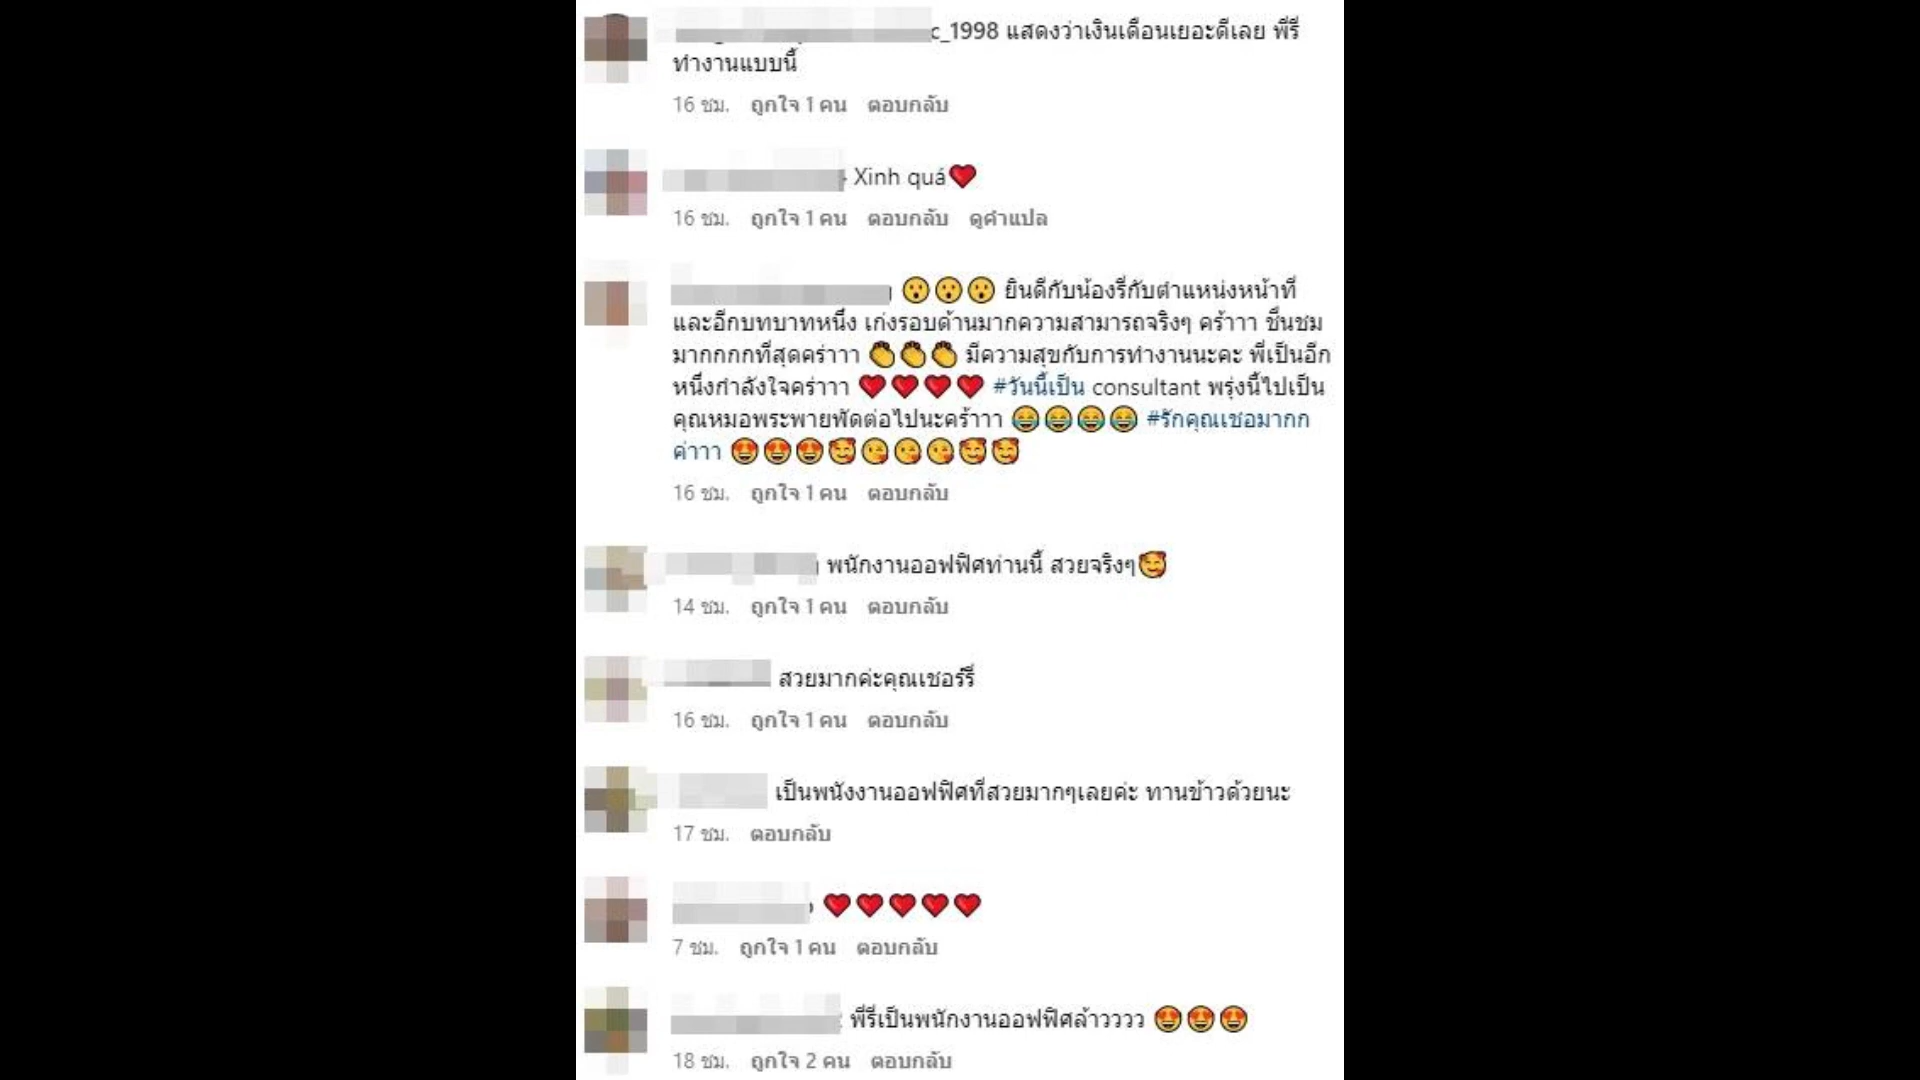 c_1998 แสดงว่าเงินเดือนเยอะดีเลย พี่รี่
ทำงานแบบนี้
16 ชม. ถูกใจ 1 คน ตอบกลับ
Xinh quá❤️
16 ชม. ถูกใจ 1 คน ตอบกลับ ดูคำแปล
😮😮😮 ยินดีกับน้องรี่กับตำแหน่งหน้าที่
และอีกบทบาทหนึ่ง เก่งรอบด้านมากความสามารถจริงๆ คร้าาา ชื่นชม
มากกกกที่สุดคร่าาา 👏👏👏 มีความสุขกับการทำงานนะคะ พี่เป็นอีก
หนึ่งกำลังใจคร่าาา ❤️❤️❤️❤️ #วันนี้เป็น consultant พรุ่งนี้ไปเป็น
คุณหมอพระพายพัดต่อไปนะคร้าาา 😂😂😂😂 #รักคุณเชอมากก
ค่าาา 😍😍😍🥰😘😘😘🥰🥰
16 ชม. ถูกใจ 1 คน ตอบกลับ
พนักงานออฟฟิศท่านนี้ สวยจริงๆ🥰
14 ชม. ถูกใจ 1 คน ตอบกลับ
สวยมากค่ะคุณเชอร์รี่
16 ชม. ถูกใจ 1 คน ตอบกลับ
เป็นพนังงานออฟฟิศที่สวยมากๆเลยค่ะ ทานข้าวด้วยนะ
17 ชม. ตอบกลับ
❤️❤️❤️❤️❤️
7 ชม. ถูกใจ 1 คน ตอบกลับ
พี่รี่เป็นพนักงานออฟฟิศล้าวววว 😍😍😍
18 ชม. ถูกใจ 2 คน ตอบกลับ